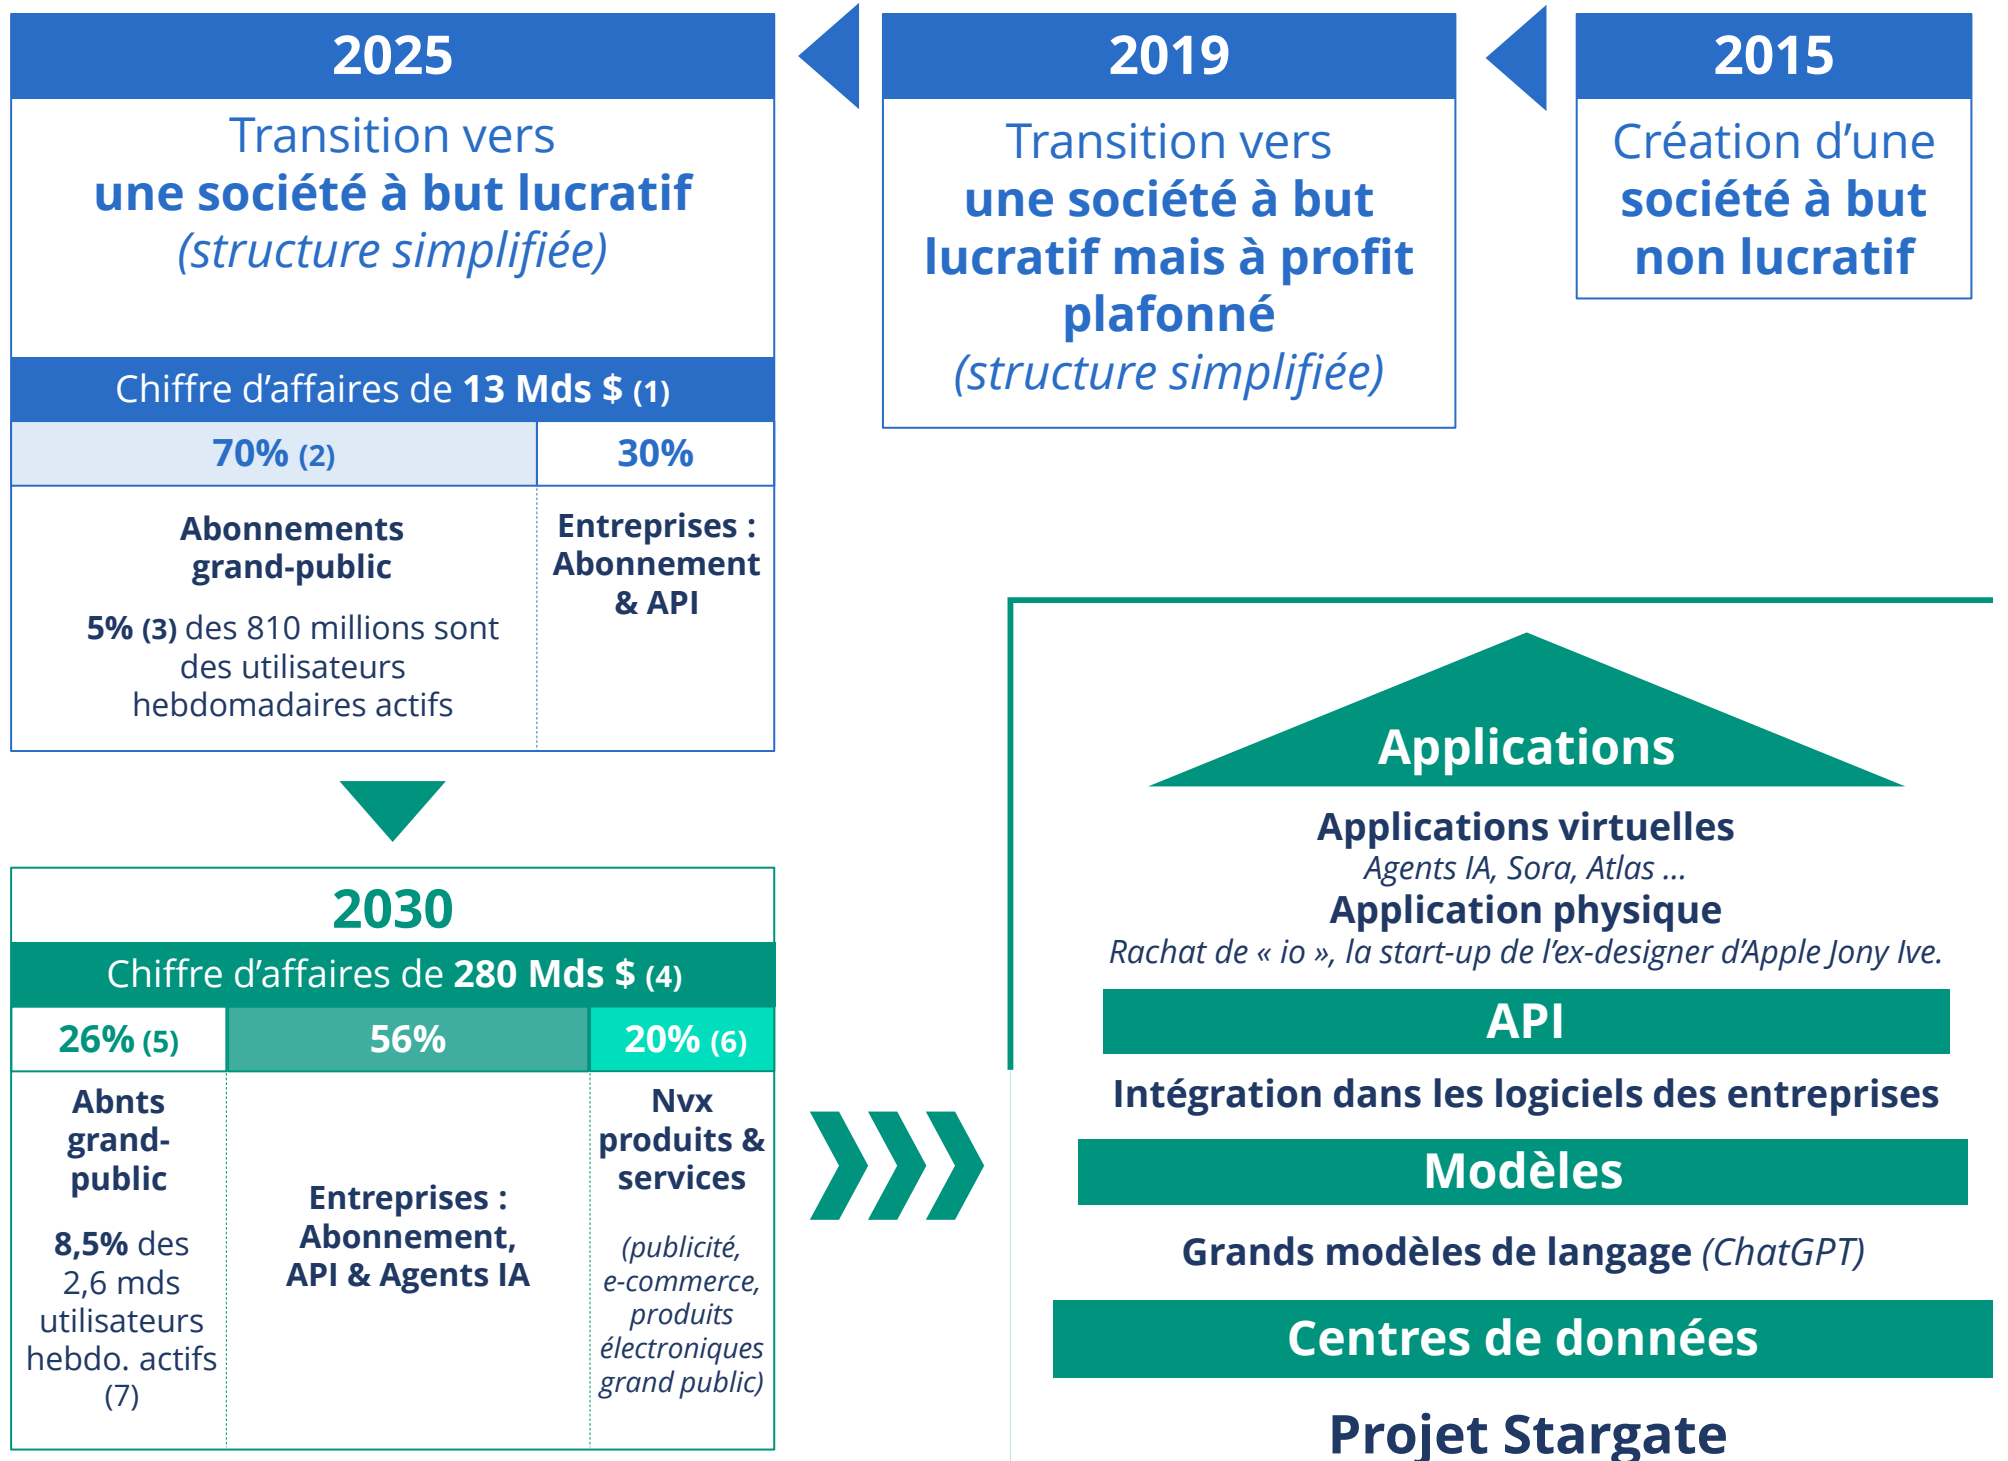 2025
Transition vers
une société à but lucratif
(structure simplifiée)
Chiffre d’affaires de 13 Mds $ (1)
70% (2)
30%
Abonnements
grand-public
5% (3) des 810 millions sont
des utilisateurs
hebdomadaires actifs
Entreprises :
Abonnement
& API
2019
Transition vers
une société à but
lucratif mais à profit
plafonné
(structure simplifiée)
2015
Création d’une
société à but
non lucratif
2030
Chiffre d’affaires de 280 Mds $ (4)
26% (5)
56%
20% (6)
Abnts
grand-
public
8,5% des
2,6 mds
utilisateurs
hebdo. actifs
(7)
Entreprises :
Abonnement,
API & Agents IA
Nvx
produits &
services
(publicité,
e-commerce,
produits
électroniques
grand public)
Applications
Applications virtuelles
Agents IA, Sora, Atlas ...
Application physique
Rachat de « io », la start-up de l’ex-designer d’Apple Jony Ive.
API
Intégration dans les logiciels des entreprises
Modèles
Grands modèles de langage (ChatGPT)
Centres de données
Projet Stargate